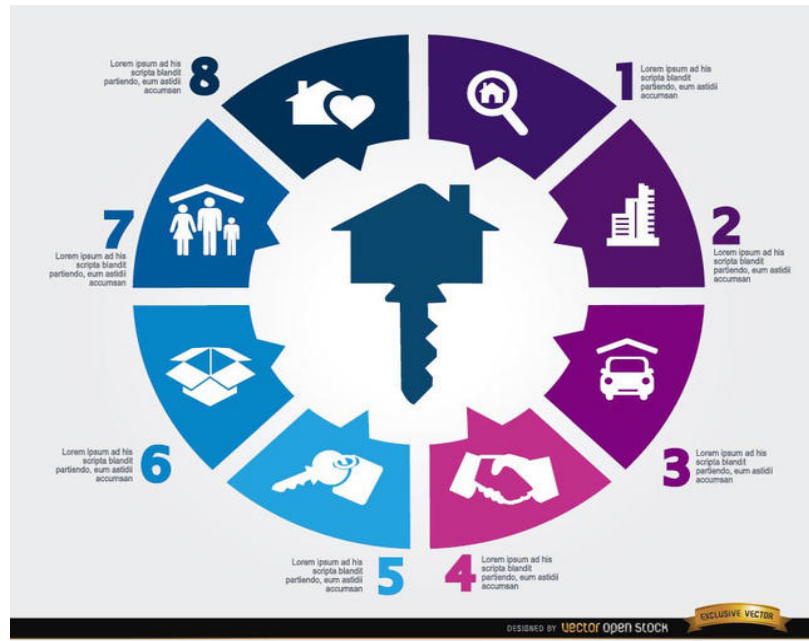 1
Lorem ipsum ad his
scripta blandit
partiendo, eum astidii
accumsan
2
Lorem ipsum ad his
scripta blandit
partiendo, eum astidii
accumsan
3
Lorem ipsum ad his
scripta blandit
partiendo, eum astidii
accumsan
4
Lorem ipsum ad his
scripta blandit
partiendo, eum astidii
accumsan
5
Lorem ipsum ad his
scripta blandit
partiendo, eum astidii
accumsan
6
Lorem ipsum ad his
scripta blandit
partiendo, eum astidii
accumsan
7
Lorem ipsum ad his
scripta blandit
partiendo, eum astidii
accumsan
8
Lorem ipsum ad his
scripta blandit
partiendo, eum astidii
accumsan
EXCLUSIVE VECTOR
DESIGNED BY vector open stock